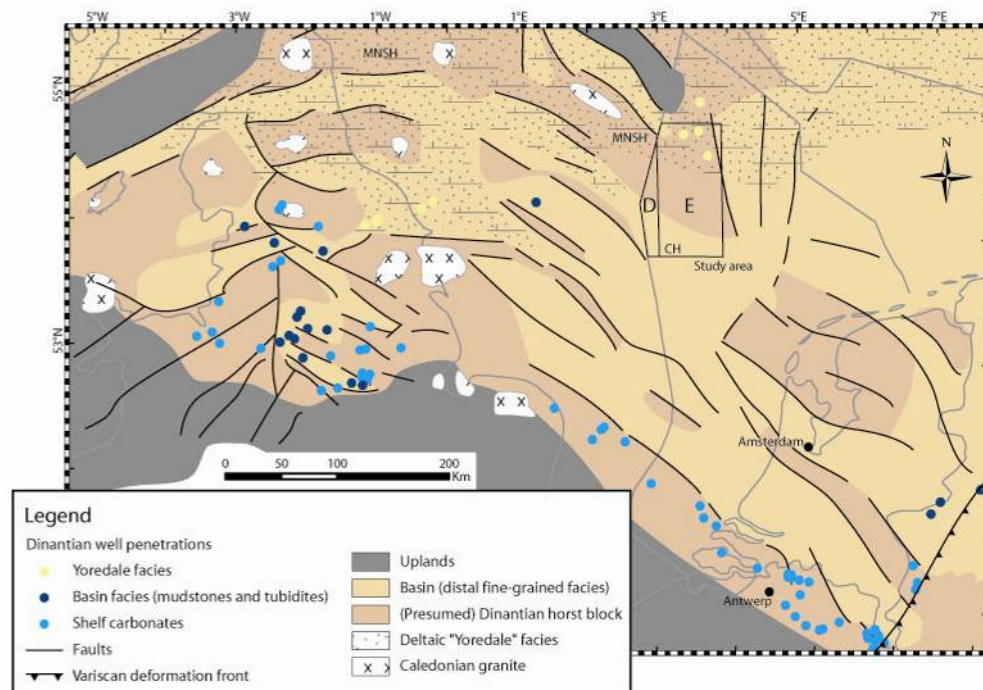 5°W 3°W 1°W 1°E 3°E 5°E 7°E
55°N
53°N
MNSH
MNSH
N
D E
CH
Study area
Amsterdam
Antwerp
0 50 100 200
Km
Legend
Dinantian well penetrations
Yoredale facies
Basin facies (mudstones and tubidites)
Shelf carbonates
Faults
Variscan deformation front
Uplands
Basin (distal fine-grained facies)
(Presumed) Dinantian horst block
Deltaic "Yoredale" facies
Caledonian granite